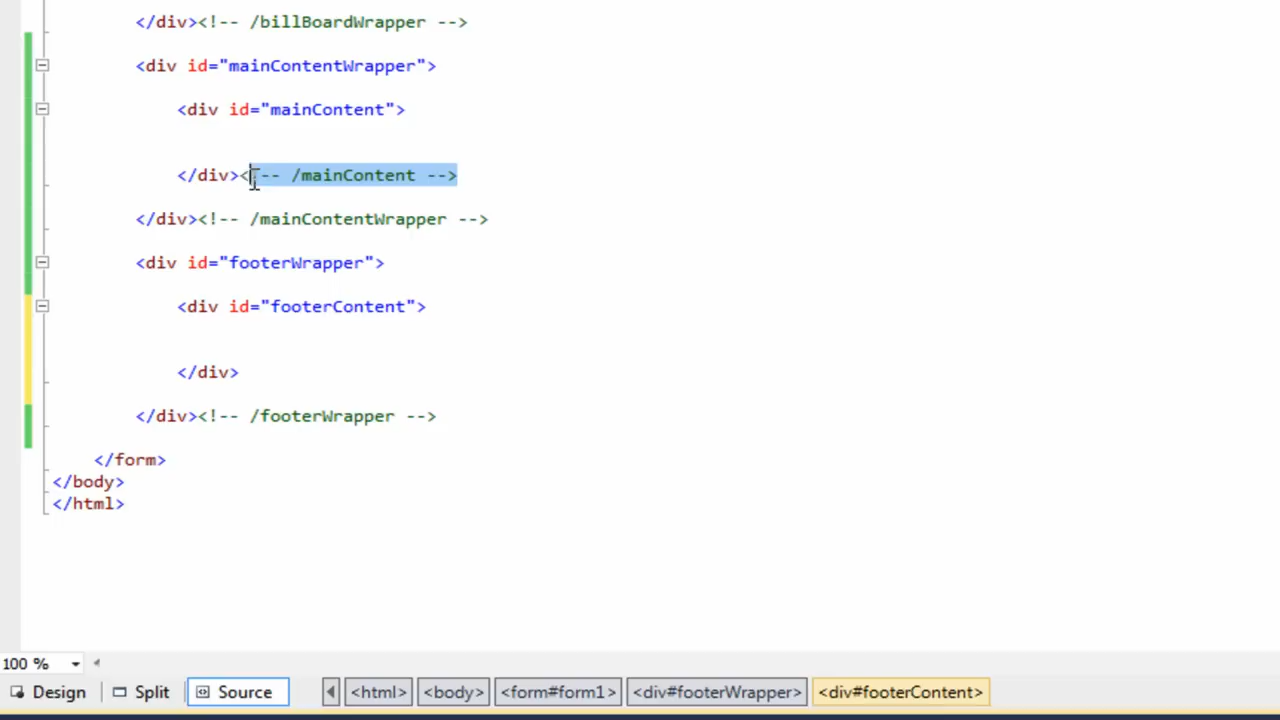 </div><!-- /billBoardWrapper -->
<div id="mainContentWrapper">
<div id="mainContent">
</div><!-- /mainContent -->
</div><!-- /mainContentWrapper -->
<div id="footerWrapper">
<div id="footerContent">
</div>
</div><!-- /footerWrapper -->
</form>
</body>
</html>
100 %
Design Split Source <html> <body> <form#form1> <div#footerWrapper> <div#footerContent>